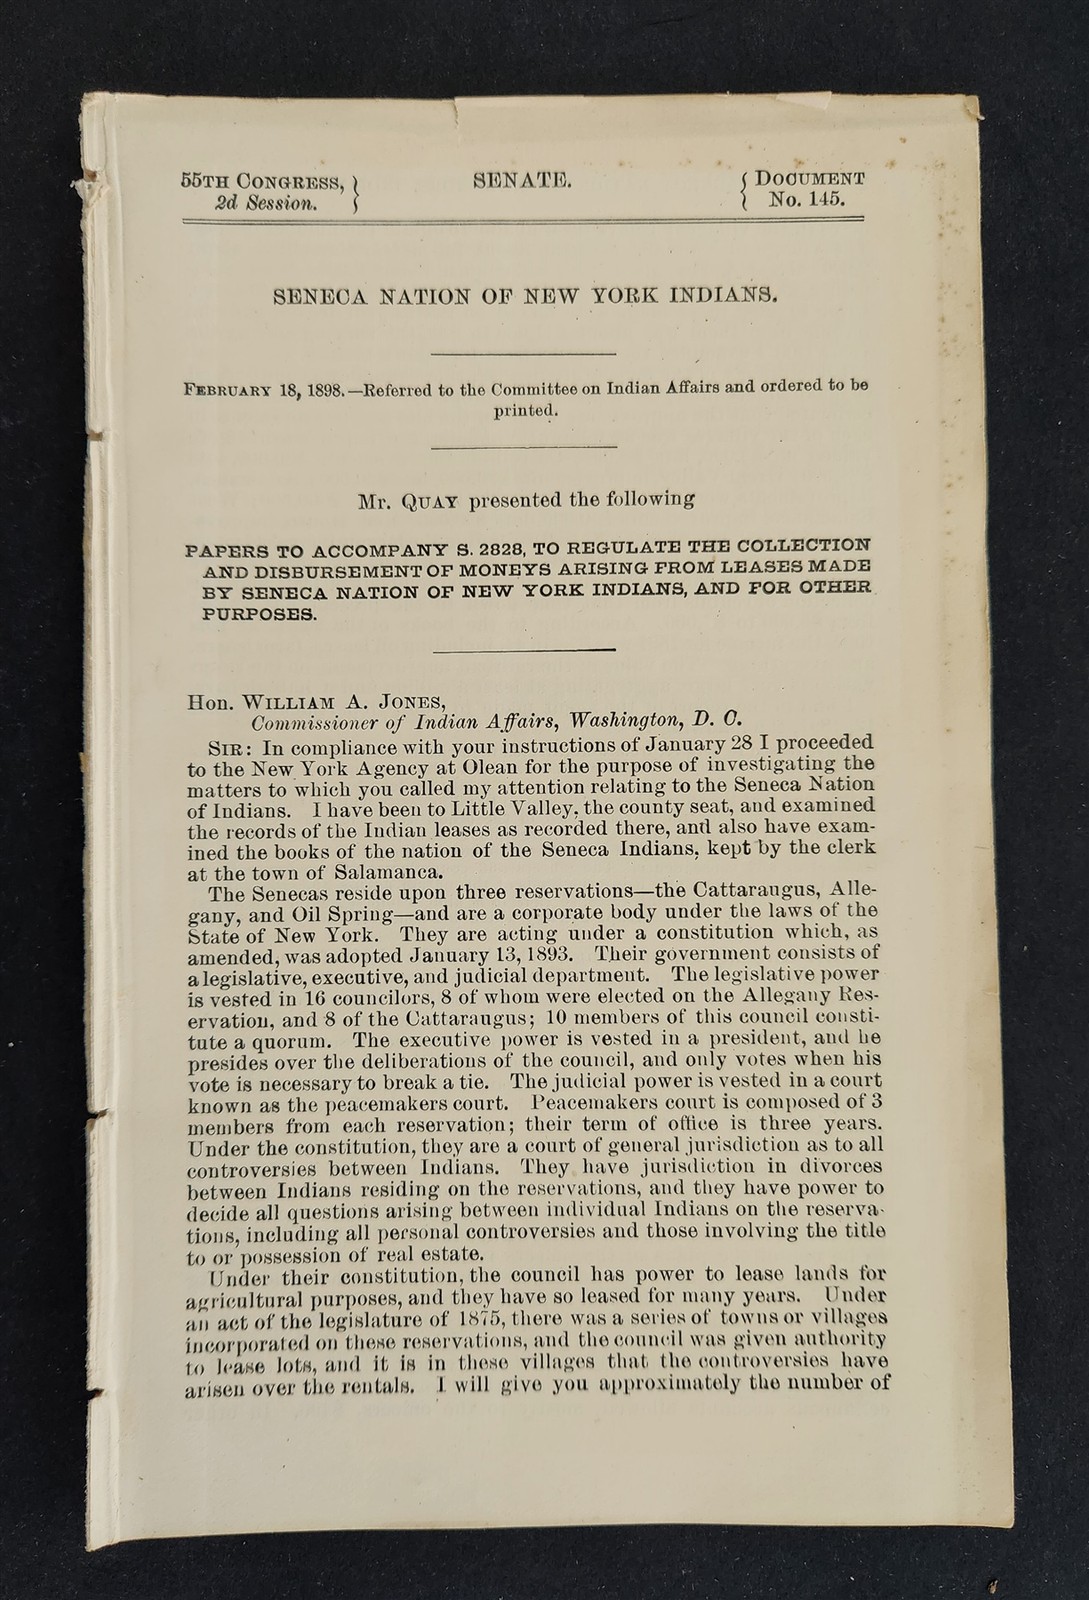 55TH CONGRESS, } SENATE. { DOCUMENT
2d Session. } { No. 145.
SENECA NATION OF NEW YORK INDIANS.
FEBRUARY 18, 1898.—Referred to the Committee on Indian Affairs and ordered to be
printed.
Mr. QUAY presented the following
PAPERS TO ACCOMPANY S. 2828, TO REGULATE THE COLLECTION
AND DISBURSEMENT OF MONEYS ARISING FROM LEASES MADE
BY SENECA NATION OF NEW YORK INDIANS, AND FOR OTHER
PURPOSES.
Hon. WILLIAM A. JONES,
Commissioner of Indian Affairs, Washington, D. C.
SIR: In compliance with your instructions of January 28 I proceeded
to the New York Agency at Olean for the purpose of investigating the
matters to which you called my attention relating to the Seneca Nation
of Indians. I have been to Little Valley, the county seat, and examined
the records of the Indian leases as recorded there, and also have exam-
ined the books of the nation of the Seneca Indians, kept by the clerk
at the town of Salamanca.
The Senecas reside upon three reservations—the Cattaraugus, Alle-
gany, and Oil Spring—and are a corporate body under the laws of the
State of New York. They are acting under a constitution which, as
amended, was adopted January 13, 1893. Their government consists of
a legislative, executive, and judicial department. The legislative power
is vested in 16 councilors, 8 of whom were elected on the Allegany Res-
ervation, and 8 of the Cattaraugus; 10 members of this council consti-
tute a quorum. The executive power is vested in a president, and he
presides over the deliberations of the council, and only votes when his
vote is necessary to break a tie. The judicial power is vested in a court
known as the peacemakers court. Peacemakers court is composed of 3
members from each reservation; their term of office is three years.
Under the constitution, they are a court of general jurisdiction as to all
controversies between Indians. They have jurisdiction in divorces
between Indians residing on the reservations, and they have power to
decide all questions arising between individual Indians on the reserva-
tions, including all personal controversies and those involving the title
to or possession of real estate.
Under their constitution, the council has power to lease lands for
agricultural purposes, and they have so leased for many years. Under
an act of the legislature of 1875, there was a series of towns or villages
incorporated on these reservations, and the council was given authority
to lease lots, and it is in these villages that the controversies have
arisen over the rentals. I will give you approximately the number of